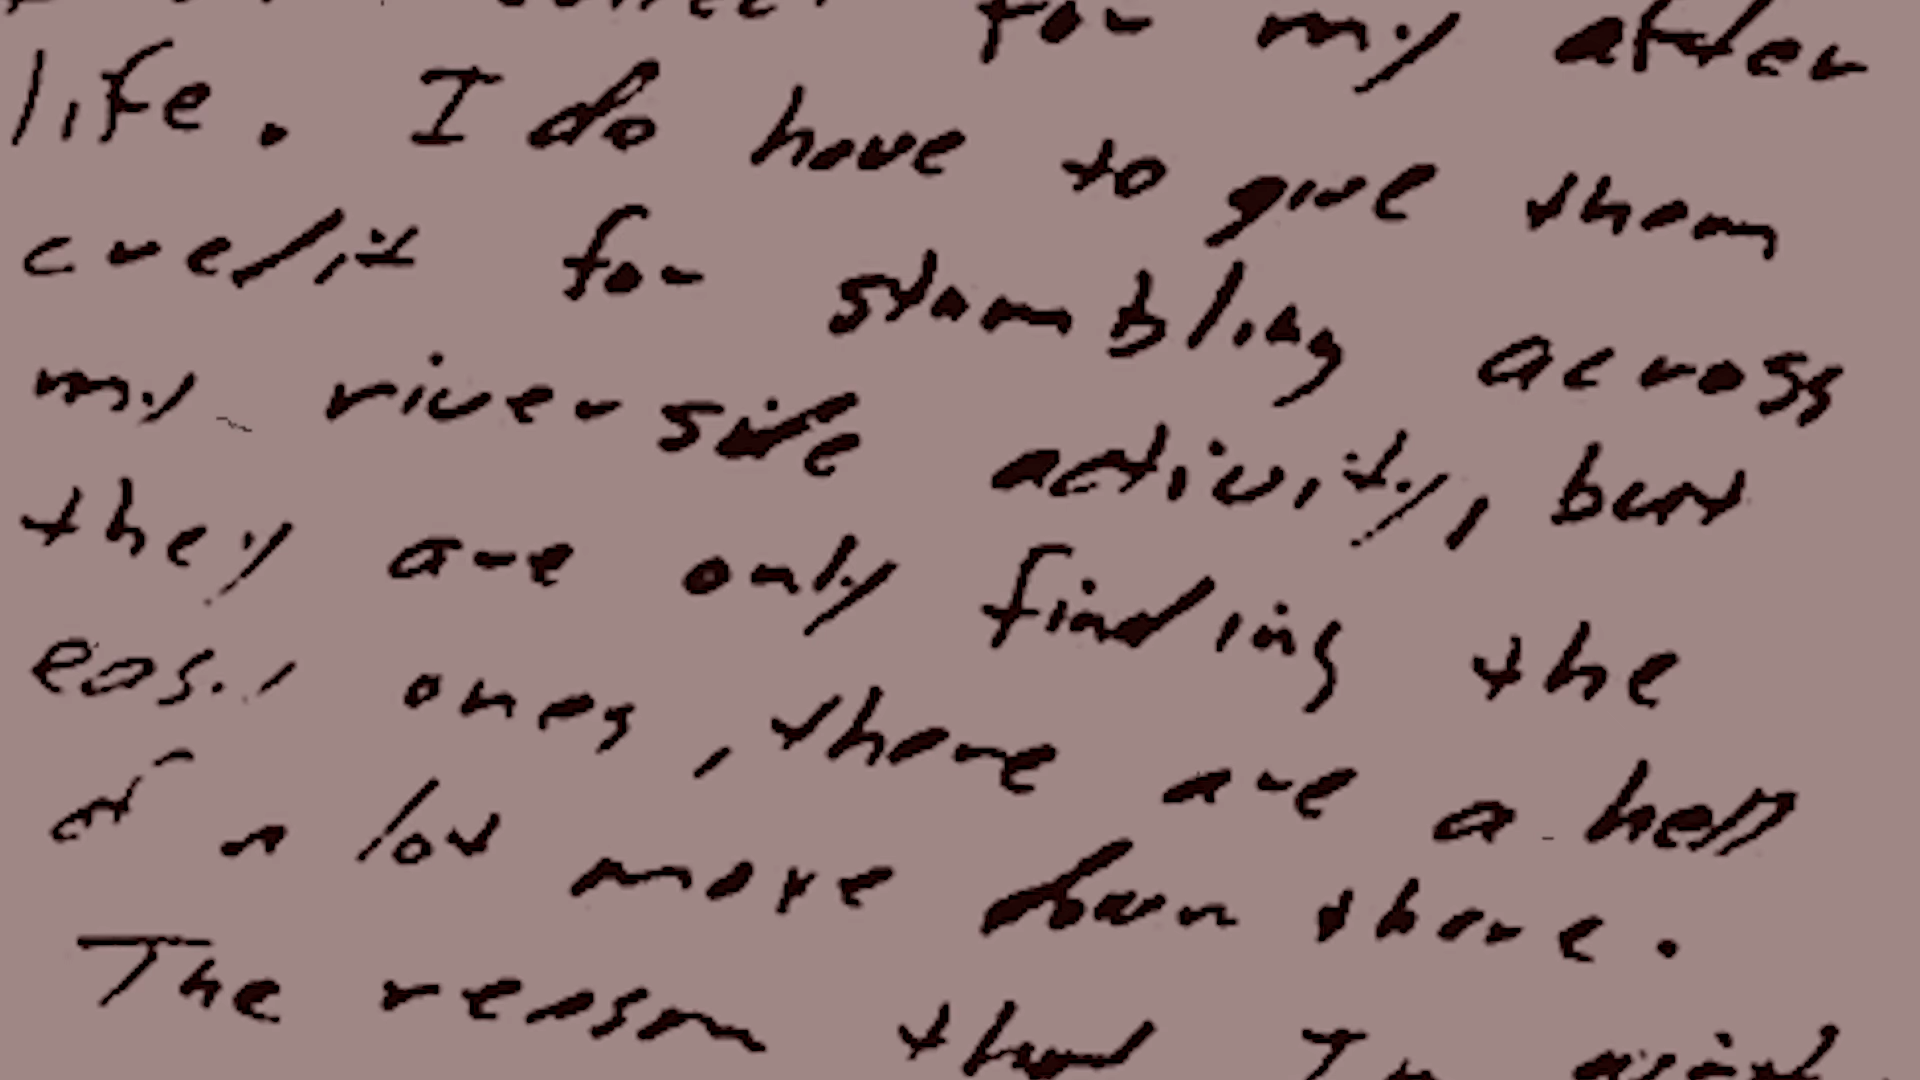 for my after
life. I do have to give them
credit for stumbling across
my riverside activity, but
they are only finding the
easy ones, there are a hell
of a lot more down there.
The reason that I'm